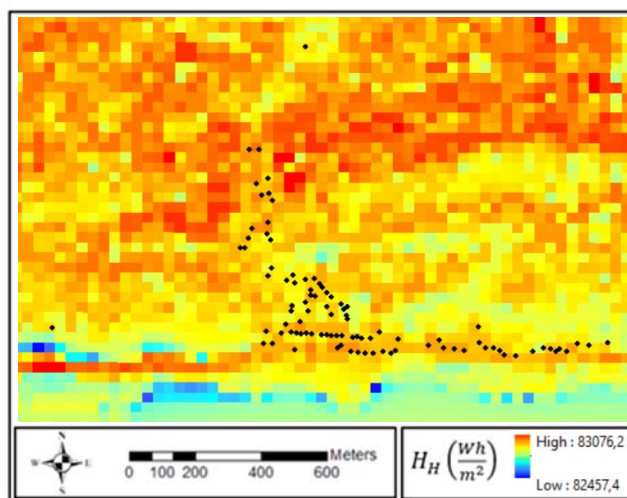 N
W E
S
Meters
0 100 200 400 600
H_H (Wh/m²)
High : 83076,2
Low : 82457,4